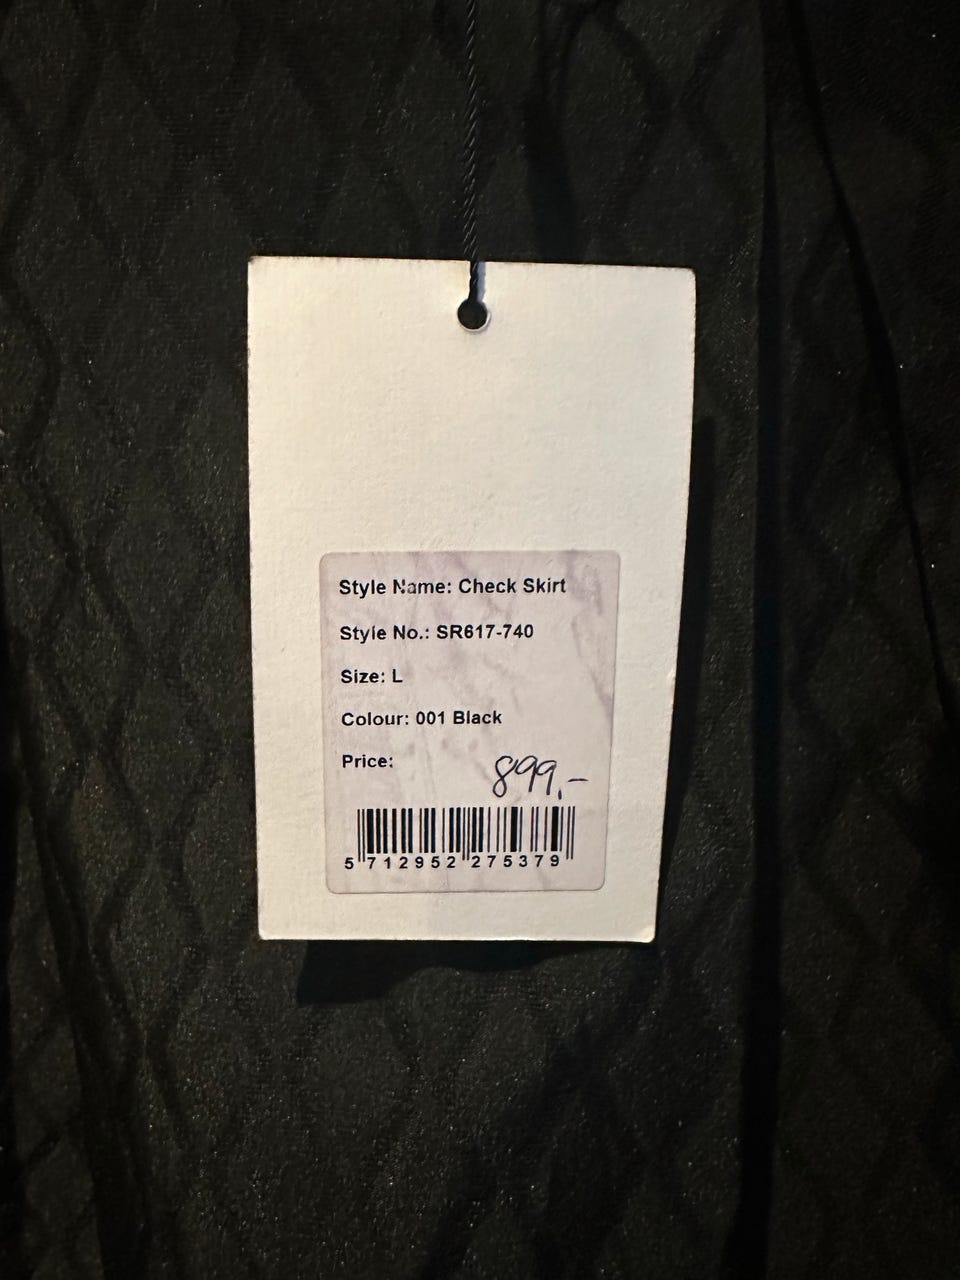 Style Name: Check Skirt
Style No.: SR617-740
Size: L
Colour: 001 Black
Price: 899,-
5 712952 275379